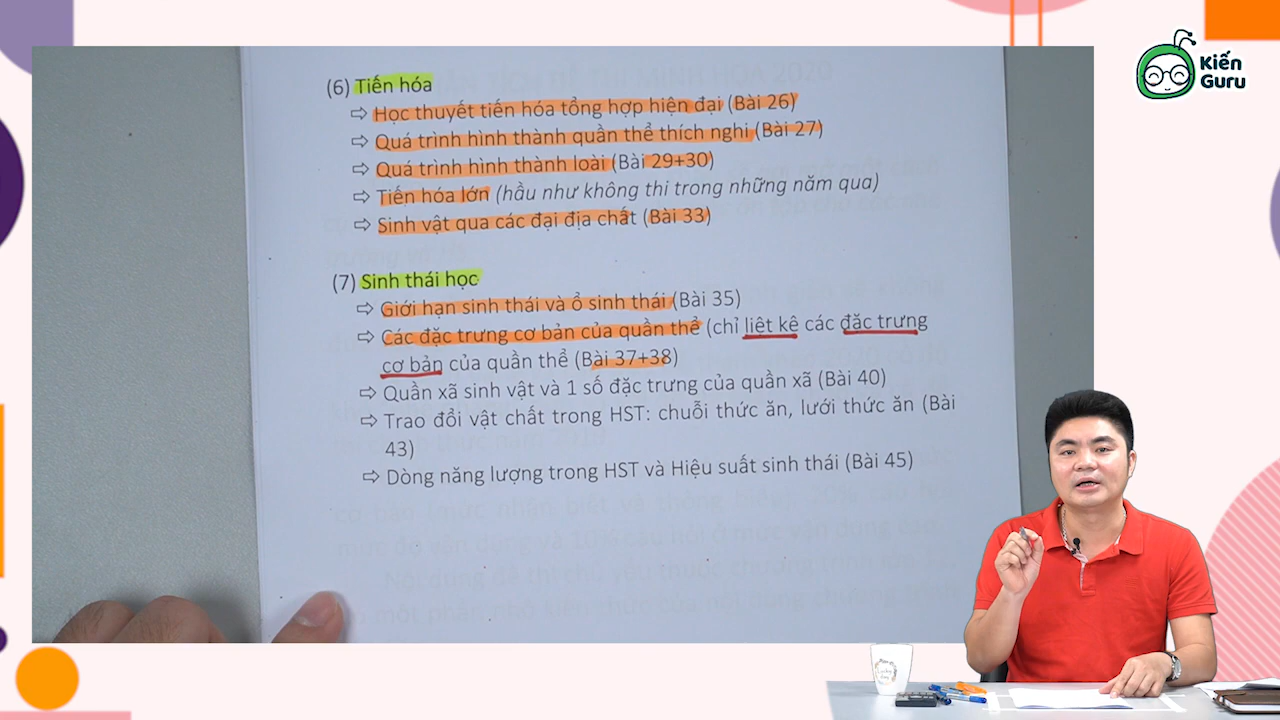 Kiến
Guru
(6) Tiến hóa
⇨ Học thuyết tiến hóa tổng hợp hiện đại (Bài 26)
⇨ Quá trình hình thành quần thể thích nghi (Bài 27)
⇨ Quá trình hình thành loài (Bài 29+30)
⇨ Tiến hóa lớn (hầu như không thi trong những năm qua)
⇨ Sinh vật qua các đại địa chất (Bài 33)
(7) Sinh thái học
⇨ Giới hạn sinh thái và ổ sinh thái (Bài 35)
⇨ Các đặc trưng cơ bản của quần thể (chỉ liệt kê các đặc trưng
cơ bản của quần thể (Bài 37+38)
⇨ Quần xã sinh vật và 1 số đặc trưng của quần xã (Bài 40)
⇨ Trao đổi vật chất trong HST: chuỗi thức ăn, lưới thức ăn (Bài
43)
⇨ Dòng năng lượng trong HST và Hiệu suất sinh thái (Bài 45)